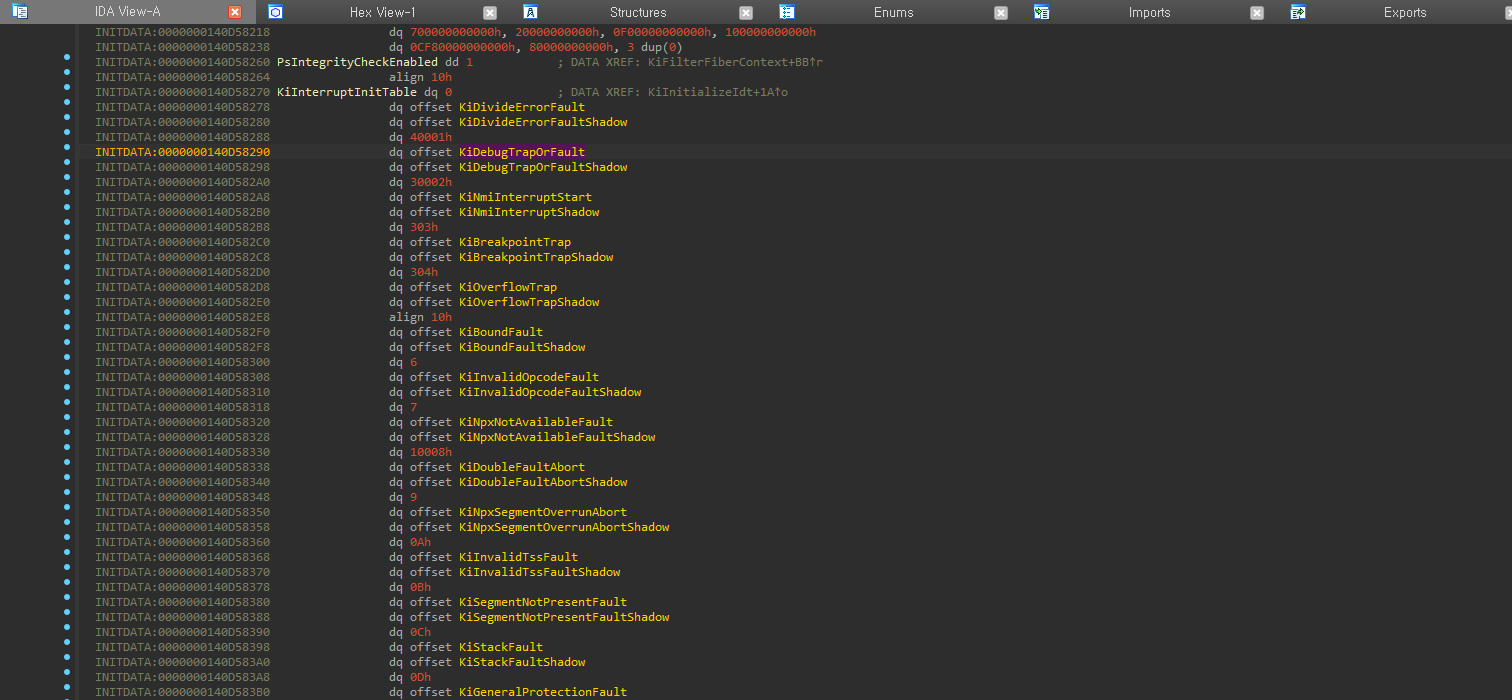 IDA View-A Hex View-1 Structures Enums Imports Exports
INITDATA:0000000140D58218 dq 700000000000h, 20000000000h, 0F00000000000h, 100000000000h
INITDATA:0000000140D58238 dq 0CF80000000000h, 80000000000h, 3 dup(0)
INITDATA:0000000140D58260 PsIntegrityCheckEnabled dd 1 ; DATA XREF: KiFilterFiberContext+BB↑r
INITDATA:0000000140D58264 align 10h
INITDATA:0000000140D58270 KiInterruptInitTable dq 0 ; DATA XREF: KiInitializeIdt+1A↑o
INITDATA:0000000140D58278 dq offset KiDivideErrorFault
INITDATA:0000000140D58280 dq offset KiDivideErrorFaultShadow
INITDATA:0000000140D58288 dq 40001h
INITDATA:0000000140D58290 dq offset KiDebugTrapOrFault
INITDATA:0000000140D58298 dq offset KiDebugTrapOrFaultShadow
INITDATA:0000000140D582A0 dq 30002h
INITDATA:0000000140D582A8 dq offset KiNmiInterruptStart
INITDATA:0000000140D582B0 dq offset KiNmiInterruptShadow
INITDATA:0000000140D582B8 dq 303h
INITDATA:0000000140D582C0 dq offset KiBreakpointTrap
INITDATA:0000000140D582C8 dq offset KiBreakpointTrapShadow
INITDATA:0000000140D582D0 dq 304h
INITDATA:0000000140D582D8 dq offset KiOverflowTrap
INITDATA:0000000140D582E0 dq offset KiOverflowTrapShadow
INITDATA:0000000140D582E8 align 10h
INITDATA:0000000140D582F0 dq offset KiBoundFault
INITDATA:0000000140D582F8 dq offset KiBoundFaultShadow
INITDATA:0000000140D58300 dq 6
INITDATA:0000000140D58308 dq offset KiInvalidOpcodeFault
INITDATA:0000000140D58310 dq offset KiInvalidOpcodeFaultShadow
INITDATA:0000000140D58318 dq 7
INITDATA:0000000140D58320 dq offset KiNpxNotAvailableFault
INITDATA:0000000140D58328 dq offset KiNpxNotAvailableFaultShadow
INITDATA:0000000140D58330 dq 10008h
INITDATA:0000000140D58338 dq offset KiDoubleFaultAbort
INITDATA:0000000140D58340 dq offset KiDoubleFaultAbortShadow
INITDATA:0000000140D58348 dq 9
INITDATA:0000000140D58350 dq offset KiNpxSegmentOverrunAbort
INITDATA:0000000140D58358 dq offset KiNpxSegmentOverrunAbortShadow
INITDATA:0000000140D58360 dq 0Ah
INITDATA:0000000140D58368 dq offset KiInvalidTssFault
INITDATA:0000000140D58370 dq offset KiInvalidTssFaultShadow
INITDATA:0000000140D58378 dq 0Bh
INITDATA:0000000140D58380 dq offset KiSegmentNotPresentFault
INITDATA:0000000140D58388 dq offset KiSegmentNotPresentFaultShadow
INITDATA:0000000140D58390 dq 0Ch
INITDATA:0000000140D58398 dq offset KiStackFault
INITDATA:0000000140D583A0 dq offset KiStackFaultShadow
INITDATA:0000000140D583A8 dq 0Dh
INITDATA:0000000140D583B0 dq offset KiGeneralProtectionFault